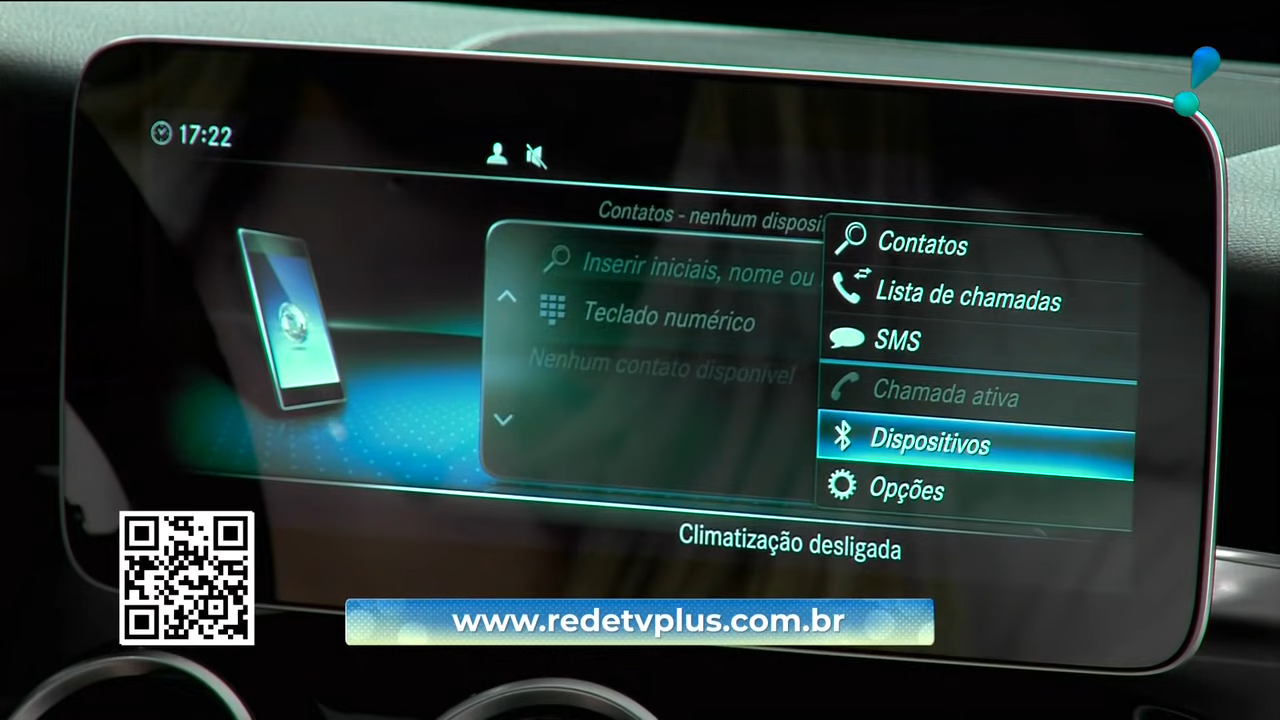 17:22
Contatos - nenhum disposi
Inserir iniciais, nome ou
Teclado numérico
Nenhum contato disponível
Contatos
Lista de chamadas
SMS
Chamada ativa
Dispositivos
Opções
Climatização desligada
www.redetvplus.com.br